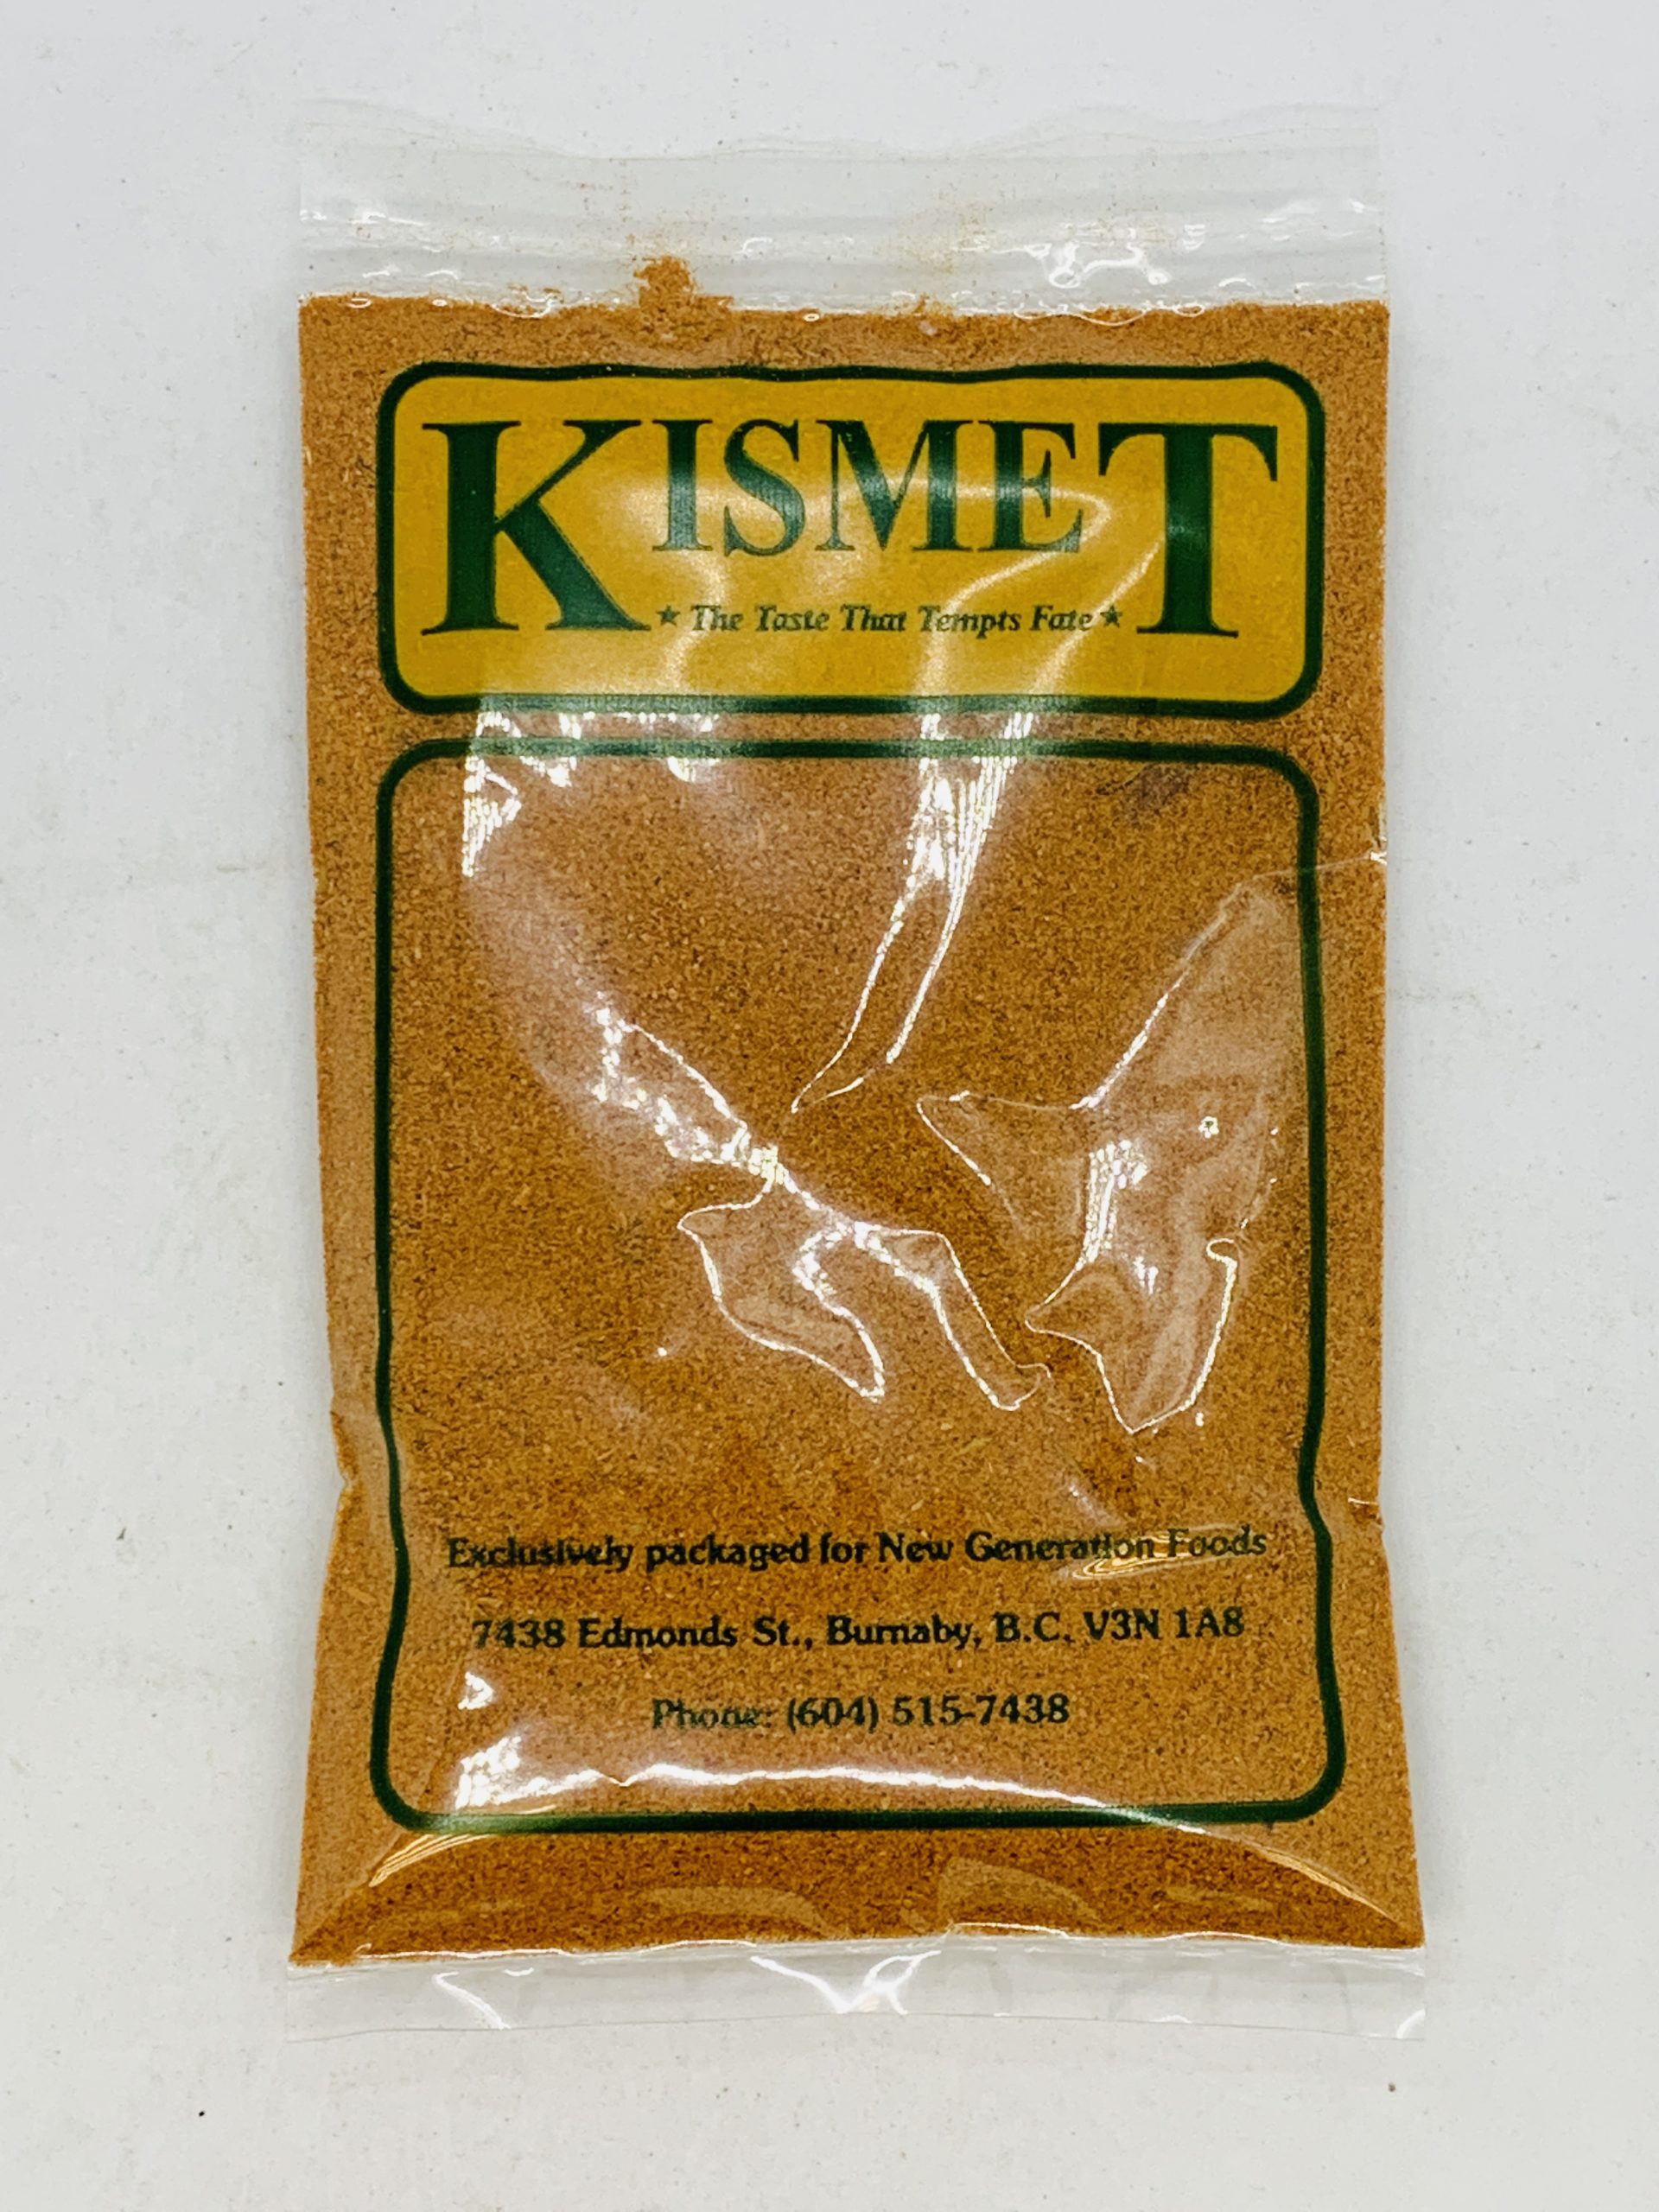 KISMET
★ The Taste That Tempts Fate ★
Exclusively packaged for New Generation Foods
7438 Edmonds St., Burnaby, B.C. V3N 1A8
Phone: (604) 515-7438